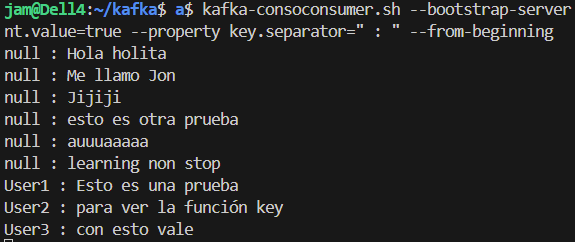 jam@Dell4:~/kafka$ a$ kafka-consoconsumer.sh --bootstrap-server
nt.value=true --property key.separator=" : " --from-beginning
null : Hola holita
null : Me llamo Jon
null : Jijiji
null : esto es otra prueba
null : auuuaaaaa
null : learning non stop
User1 : Esto es una prueba
User2 : para ver la función key
User3 : con esto vale